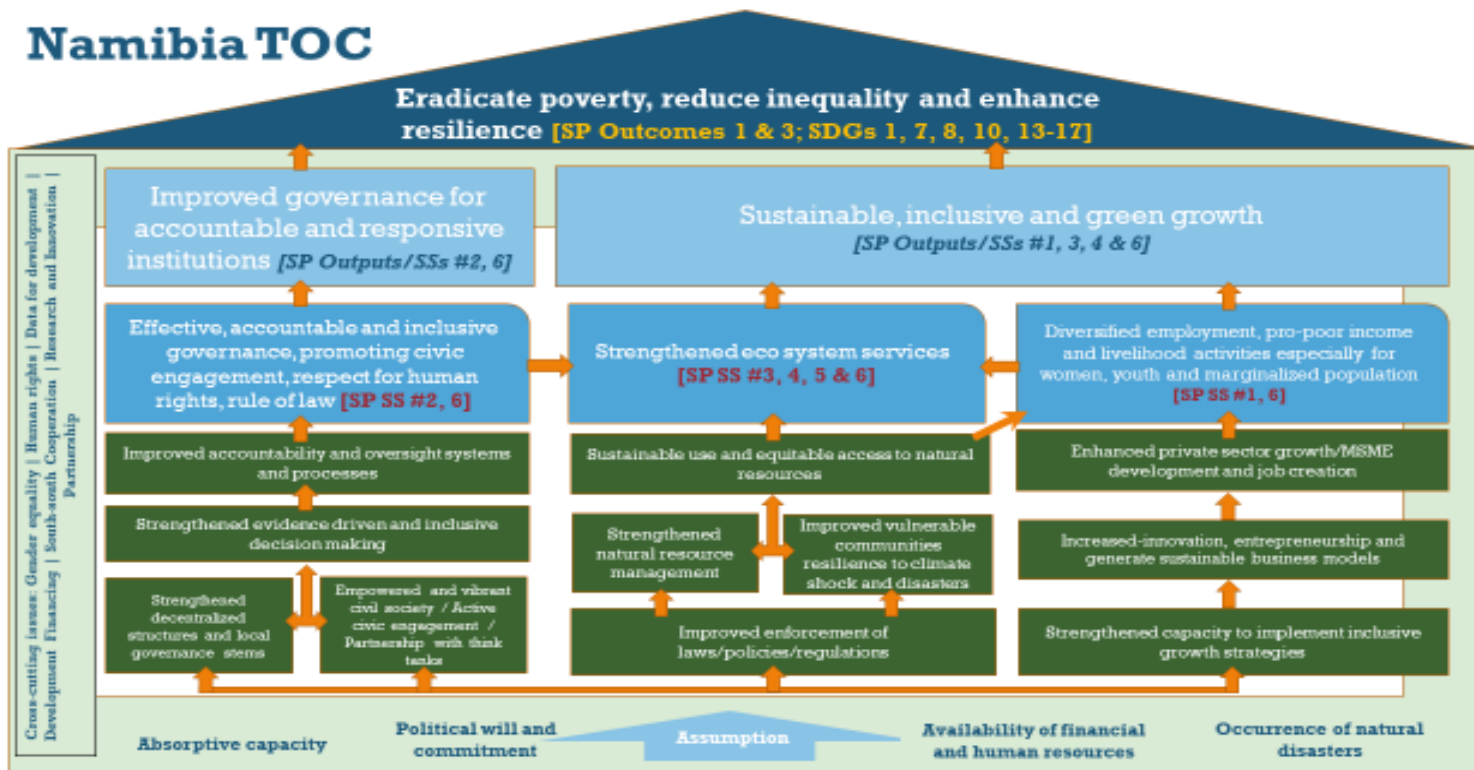 Namibia TOC
Eradicate poverty, reduce inequality and enhance
resilience [SP Outcomes 1 & 3; SDGs 1, 7, 8, 10, 13-17]
Cross-cutting issues: Gender equality | Human rights | Data for development |
Development Financing | South-south Cooperation | Research and Innovation |
Partnership
Improved governance for
accountable and responsive
institutions [SP Outputs/SSs #2, 6]
Sustainable, inclusive and green growth
[SP Outputs/SSs #1, 3, 4 & 6]
Effective, accountable and inclusive
governance, promoting civic
engagement, respect for human
rights, rule of law [SP SS #2, 6]
Strengthened eco system services
[SP SS #3, 4, 5 & 6]
Diversified employment, pro-poor income
and livelihood activities especially for
women, youth and marginalized population
[SP SS #1, 6]
Improved accountability and oversight systems
and processes
Sustainable use and equitable access to natural
resources
Enhanced private sector growth/MSME
development and job creation
Strengthened evidence driven and inclusive
decision making
Strengthened
natural resource
management
Improved vulnerable
communities
resilience to climate
shock and disasters
Increased-innovation, entrepreneurship and
generate sustainable business models
Strengthened
decentralized
structures and local
governance stems
Empowered and vibrant
civil society / Active
civic engagement /
Partnership with think
tanks
Improved enforcement of
laws/policies/regulations
Strengthened capacity to implement inclusive
growth strategies
Absorptive capacity
Political will and
commitment
Assumption
Availability of financial
and human resources
Occurrence of natural
disasters